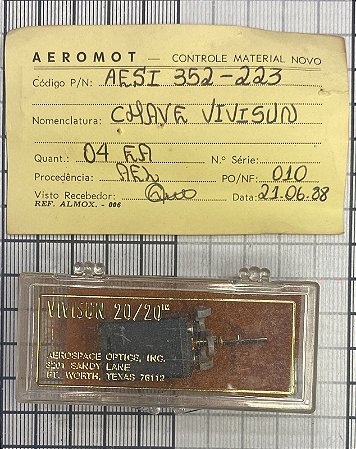 AEROMOT — CONTROLE MATERIAL NOVO
Código P/N: AESI 352-223
Nomenclatura: CHAVE VIVISUN
Quant.: 04 EA N.º Série:
Procedência: AEL PO/NF: 010
Visto Recebedor: Data: 21.06.88
REF. ALMOX. - 006
VIVISUN 20/20
AEROSPACE OPTICS, INC.
3201 SANDY LANE
FT. WORTH, TEXAS 76112